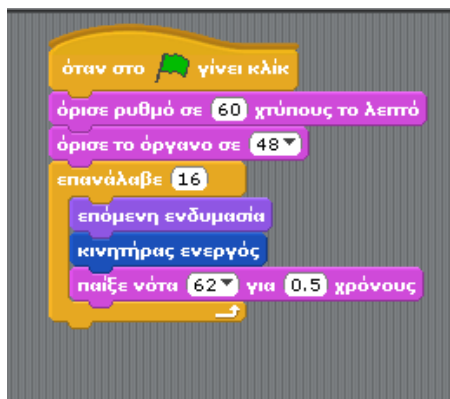 όταν στο γίνει κλίκ
όρισε ρυθμό σε 60 χτύπους το λεπτό
όρισε το όργανο σε 48
επανάλαβε 16
επόμενη ενδυμασία
κινητήρας ενεργός
παίξε νότα 62 για 0.5 χρόνους